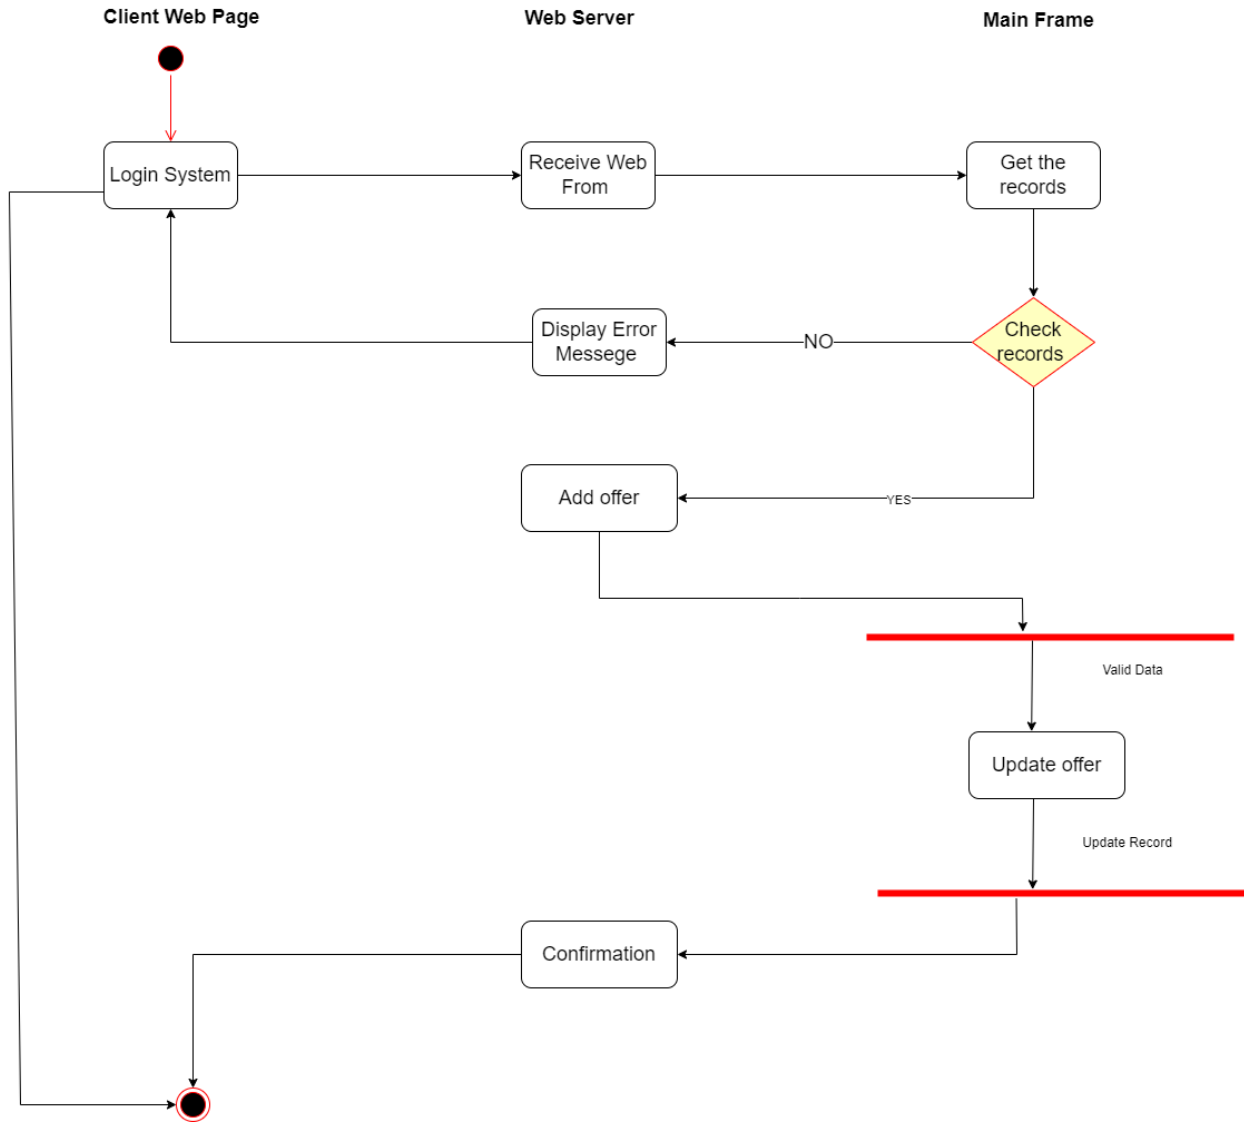 Client Web Page
Web Server
Main Frame
Login System
Receive Web
From
Get the
records
Display Error
Messege
NO
Check
records
Add offer
YES
Valid Data
Update offer
Update Record
Confirmation